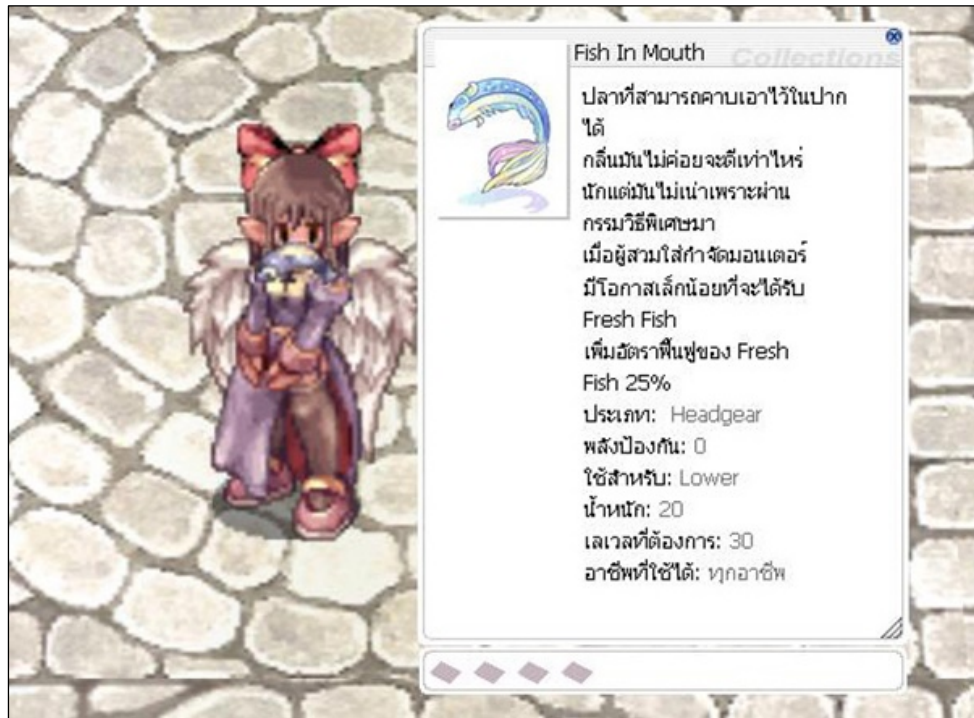 Fish In Mouth
Collections
ปลาที่สามารถคาบเอาไว้ในปาก
ได้
กลิ่นมันไม่ค่อยจะดีเท่าไหร่
นักแต่มันไม่เน่าเพราะผ่าน
กรรมวิธีพิเศษมา
เมื่อผู้สวมใส่กำจัดมอนเตอร์
มีโอกาสเล็กน้อยที่จะได้รับ
Fresh Fish
เพิ่มอัตราฟื้นฟูของ Fresh
Fish 25%
ประเภท: Headgear
พลังป้องกัน: 0
ใช้สำหรับ: Lower
น้ำหนัก: 20
เลเวลที่ต้องการ: 30
อาชีพที่ใช้ได้: ทุกอาชีพ